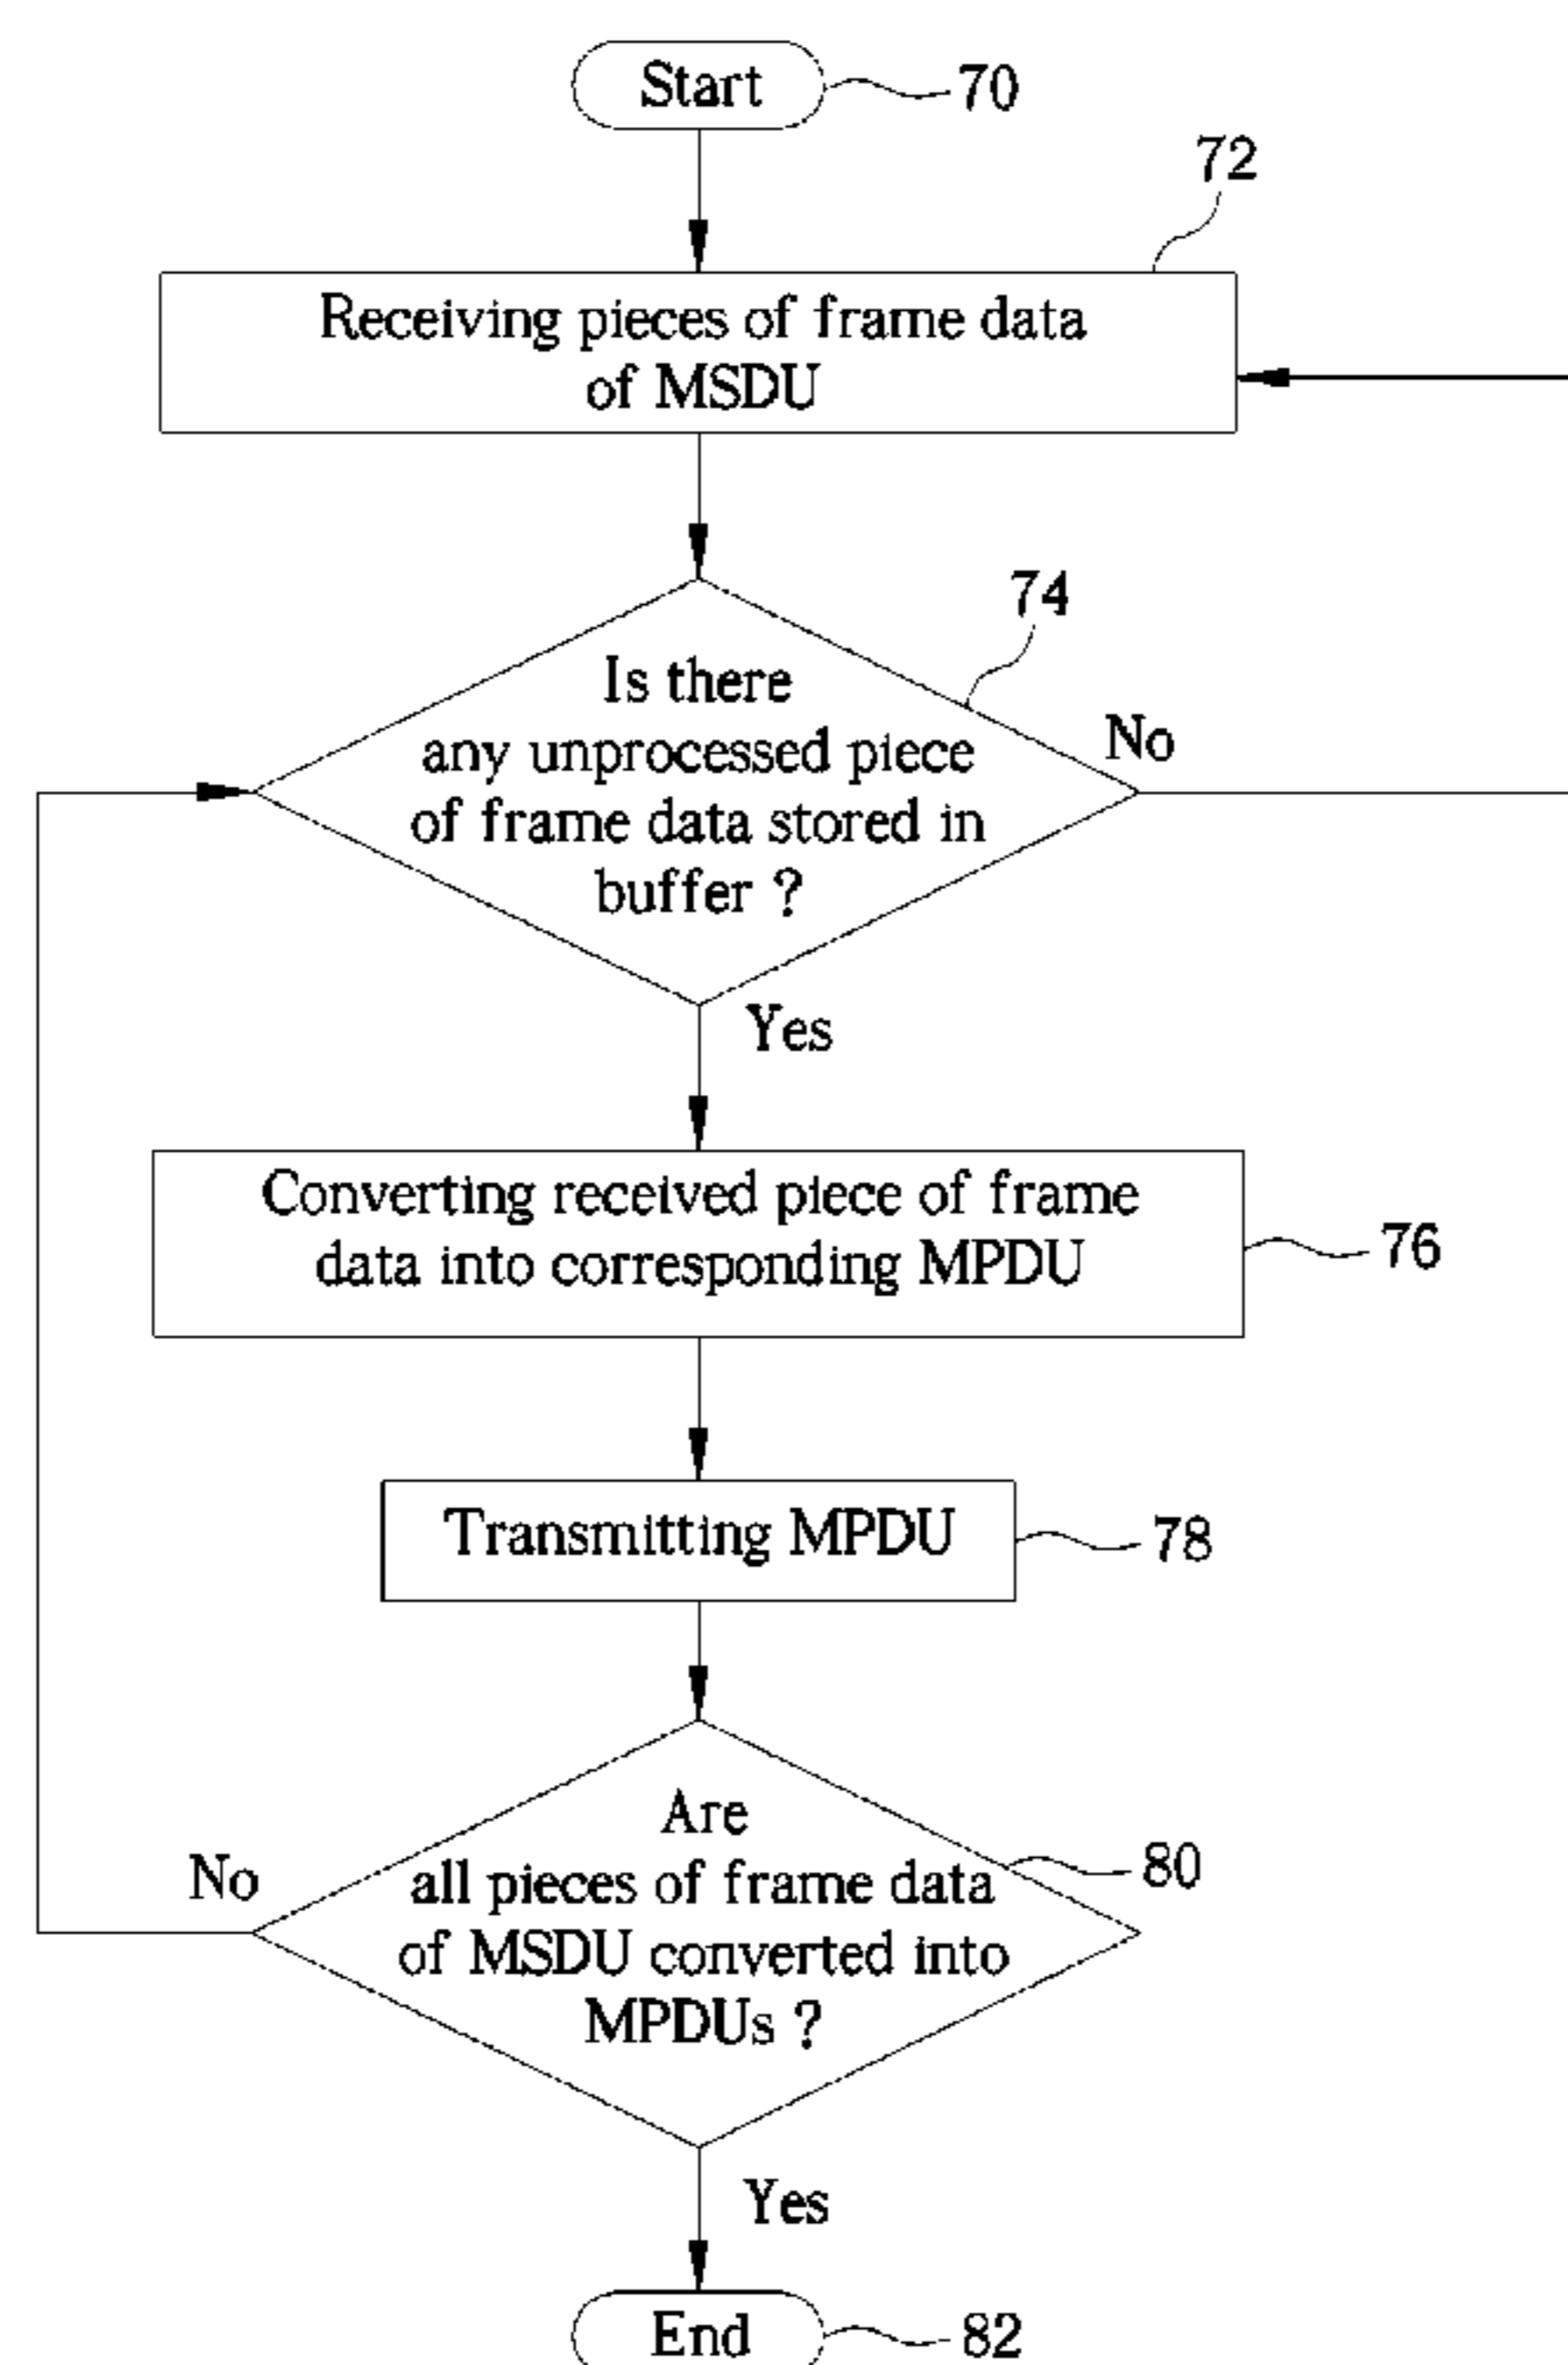 Start
70
72
Receiving pieces of frame data
of MSDU
74
Is there
any unprocessed piece
of frame data stored in
buffer ?
No
Yes
Converting received piece of frame
data into corresponding MPDU
76
Transmitting MPDU
78
Are
all pieces of frame data
of MSDU converted into
MPDUs ?
80
No
Yes
End
82